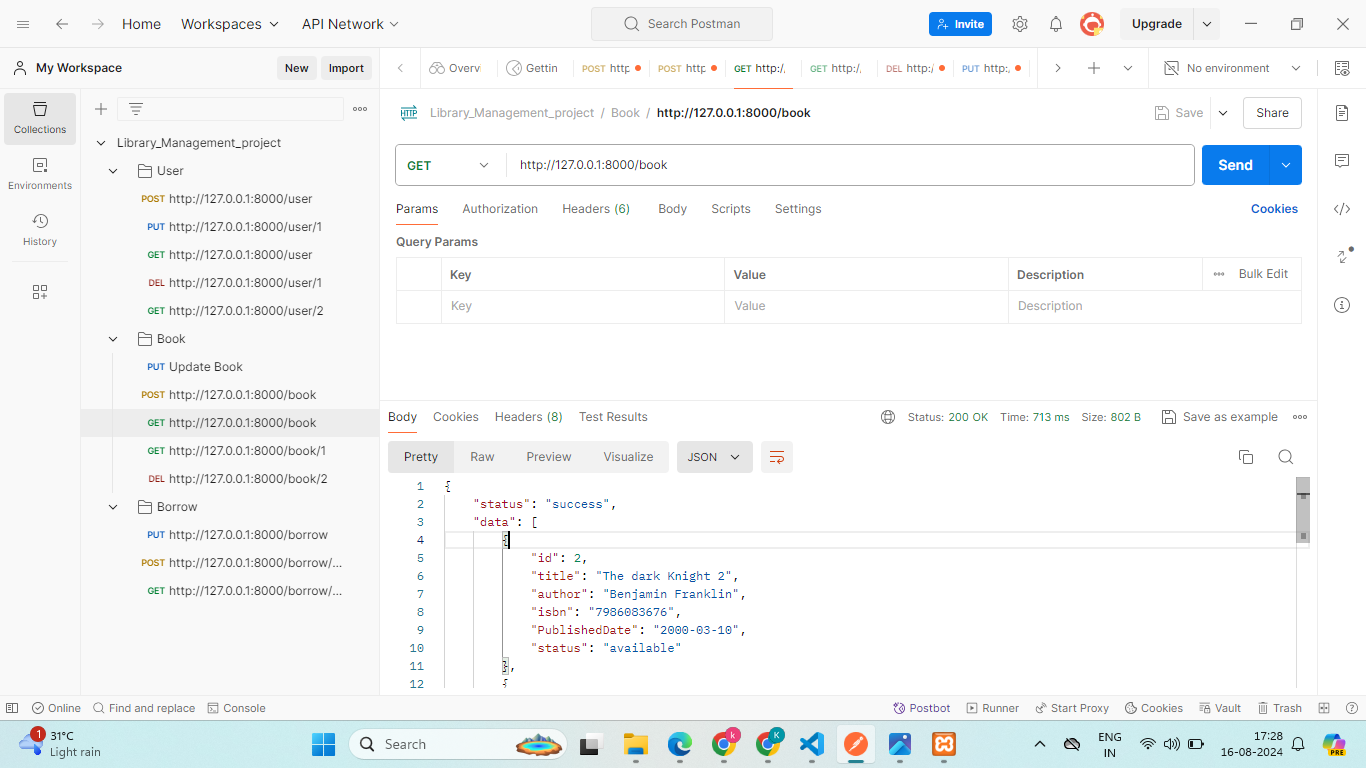 Home Workspaces API Network Search Postman Invite Upgrade
My Workspace New Import Overv Gettin POST http POST http GET http:/ GET http:/ DEL http:/ PUT http:/ No environment
Collections
Environments
History
Library_Management_project
User
POST http://127.0.0.1:8000/user
PUT http://127.0.0.1:8000/user/1
GET http://127.0.0.1:8000/user
DEL http://127.0.0.1:8000/user/1
GET http://127.0.0.1:8000/user/2
Book
PUT Update Book
POST http://127.0.0.1:8000/book
GET http://127.0.0.1:8000/book
GET http://127.0.0.1:8000/book/1
DEL http://127.0.0.1:8000/book/2
Borrow
PUT http://127.0.0.1:8000/borrow
POST http://127.0.0.1:8000/borrow/...
GET http://127.0.0.1:8000/borrow/...
HTTP Library_Management_project / Book / http://127.0.0.1:8000/book Save Share
GET http://127.0.0.1:8000/book Send
Params Authorization Headers (6) Body Scripts Settings Cookies
Query Params
Key Value Description Bulk Edit
Key Value Description
Body Cookies Headers (8) Test Results Status: 200 OK Time: 713 ms Size: 802 B Save as example
Pretty Raw Preview Visualize JSON
1 {
2 "status": "success",
3 "data": [
4 {
5 "id": 2,
6 "title": "The dark Knight 2",
7 "author": "Benjamin Franklin",
8 "isbn": "7986083676",
9 "PublishedDate": "2000-03-10",
10 "status": "available"
11 },
12 {
Online Find and replace Console Postbot Runner Start Proxy Cookies Vault Trash
1 31°C
Light rain
Search
k
K
ENG
IN
17:28
16-08-2024
PRE